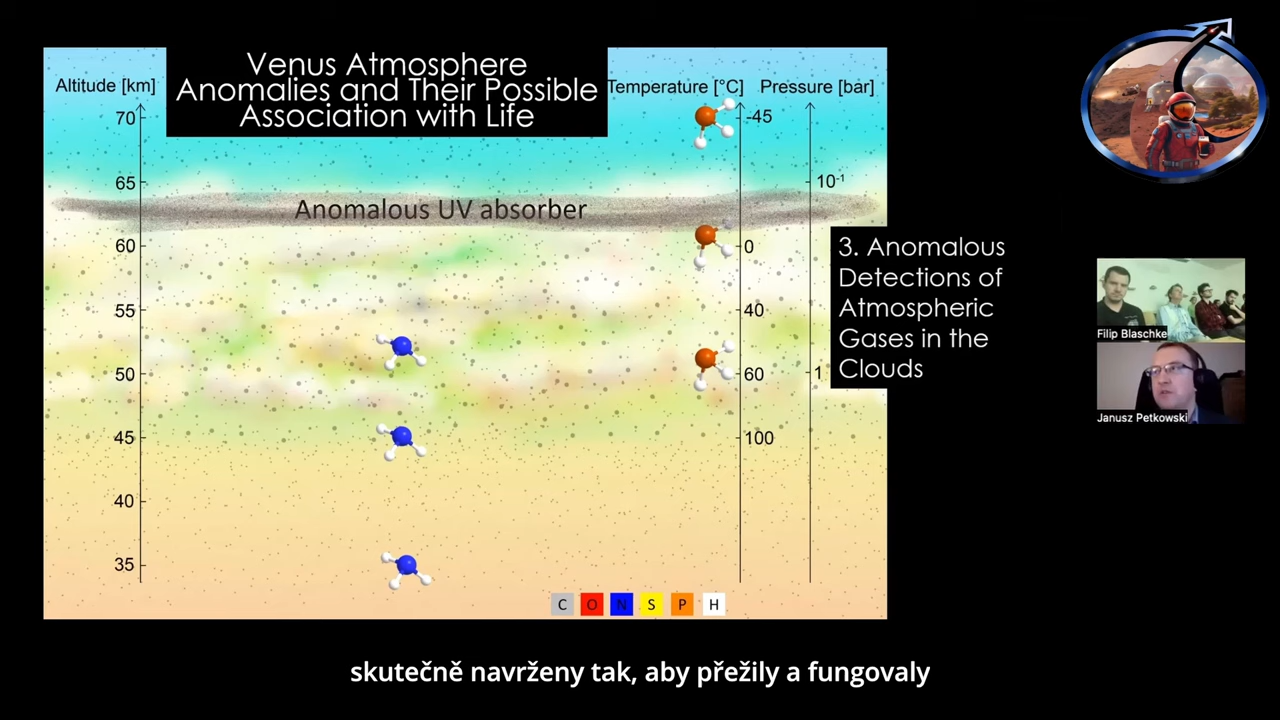 Venus Atmosphere
Anomalies and Their Possible
Association with Life
Altitude [km]
Temperature [°C]
Pressure [bar]
70
65
60
55
50
45
40
35
-45
0
40
60
100
10⁻¹
1
Anomalous UV absorber
3. Anomalous
Detections of
Atmospheric
Gases in the
Clouds
C O N S P H
Filip Blaschke
Janusz Petkowski
skutečně navrženy tak, aby přežily a fungovaly